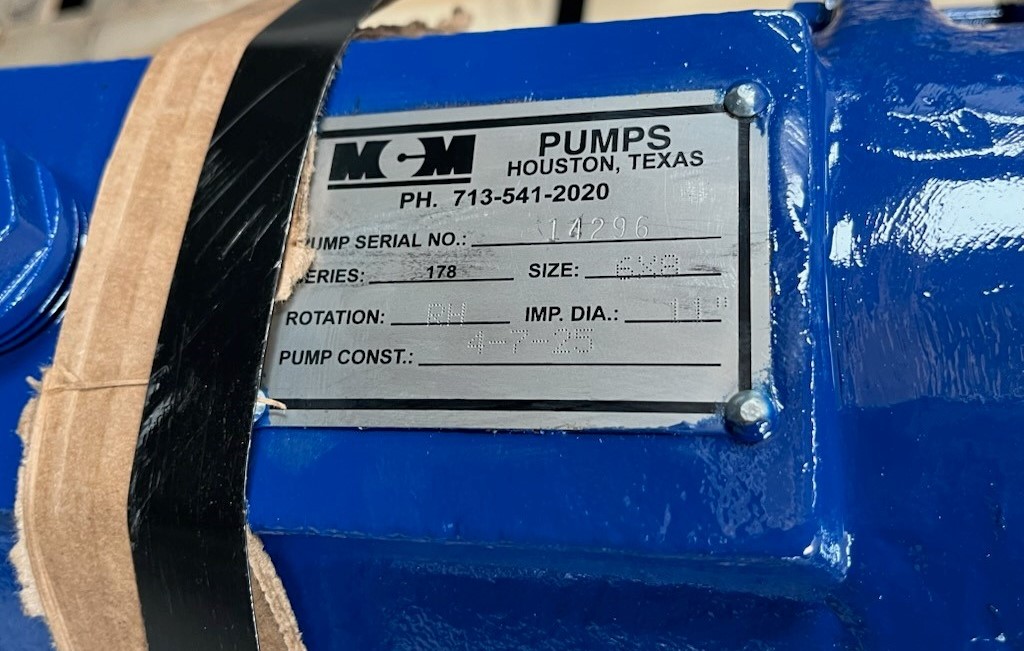 MCM PUMPS
HOUSTON, TEXAS
PH. 713-541-2020
PUMP SERIAL NO.: 14296
SERIES: 178 SIZE: 6X8
ROTATION: RH IMP. DIA.: 11"
PUMP CONST.: 4-7-25